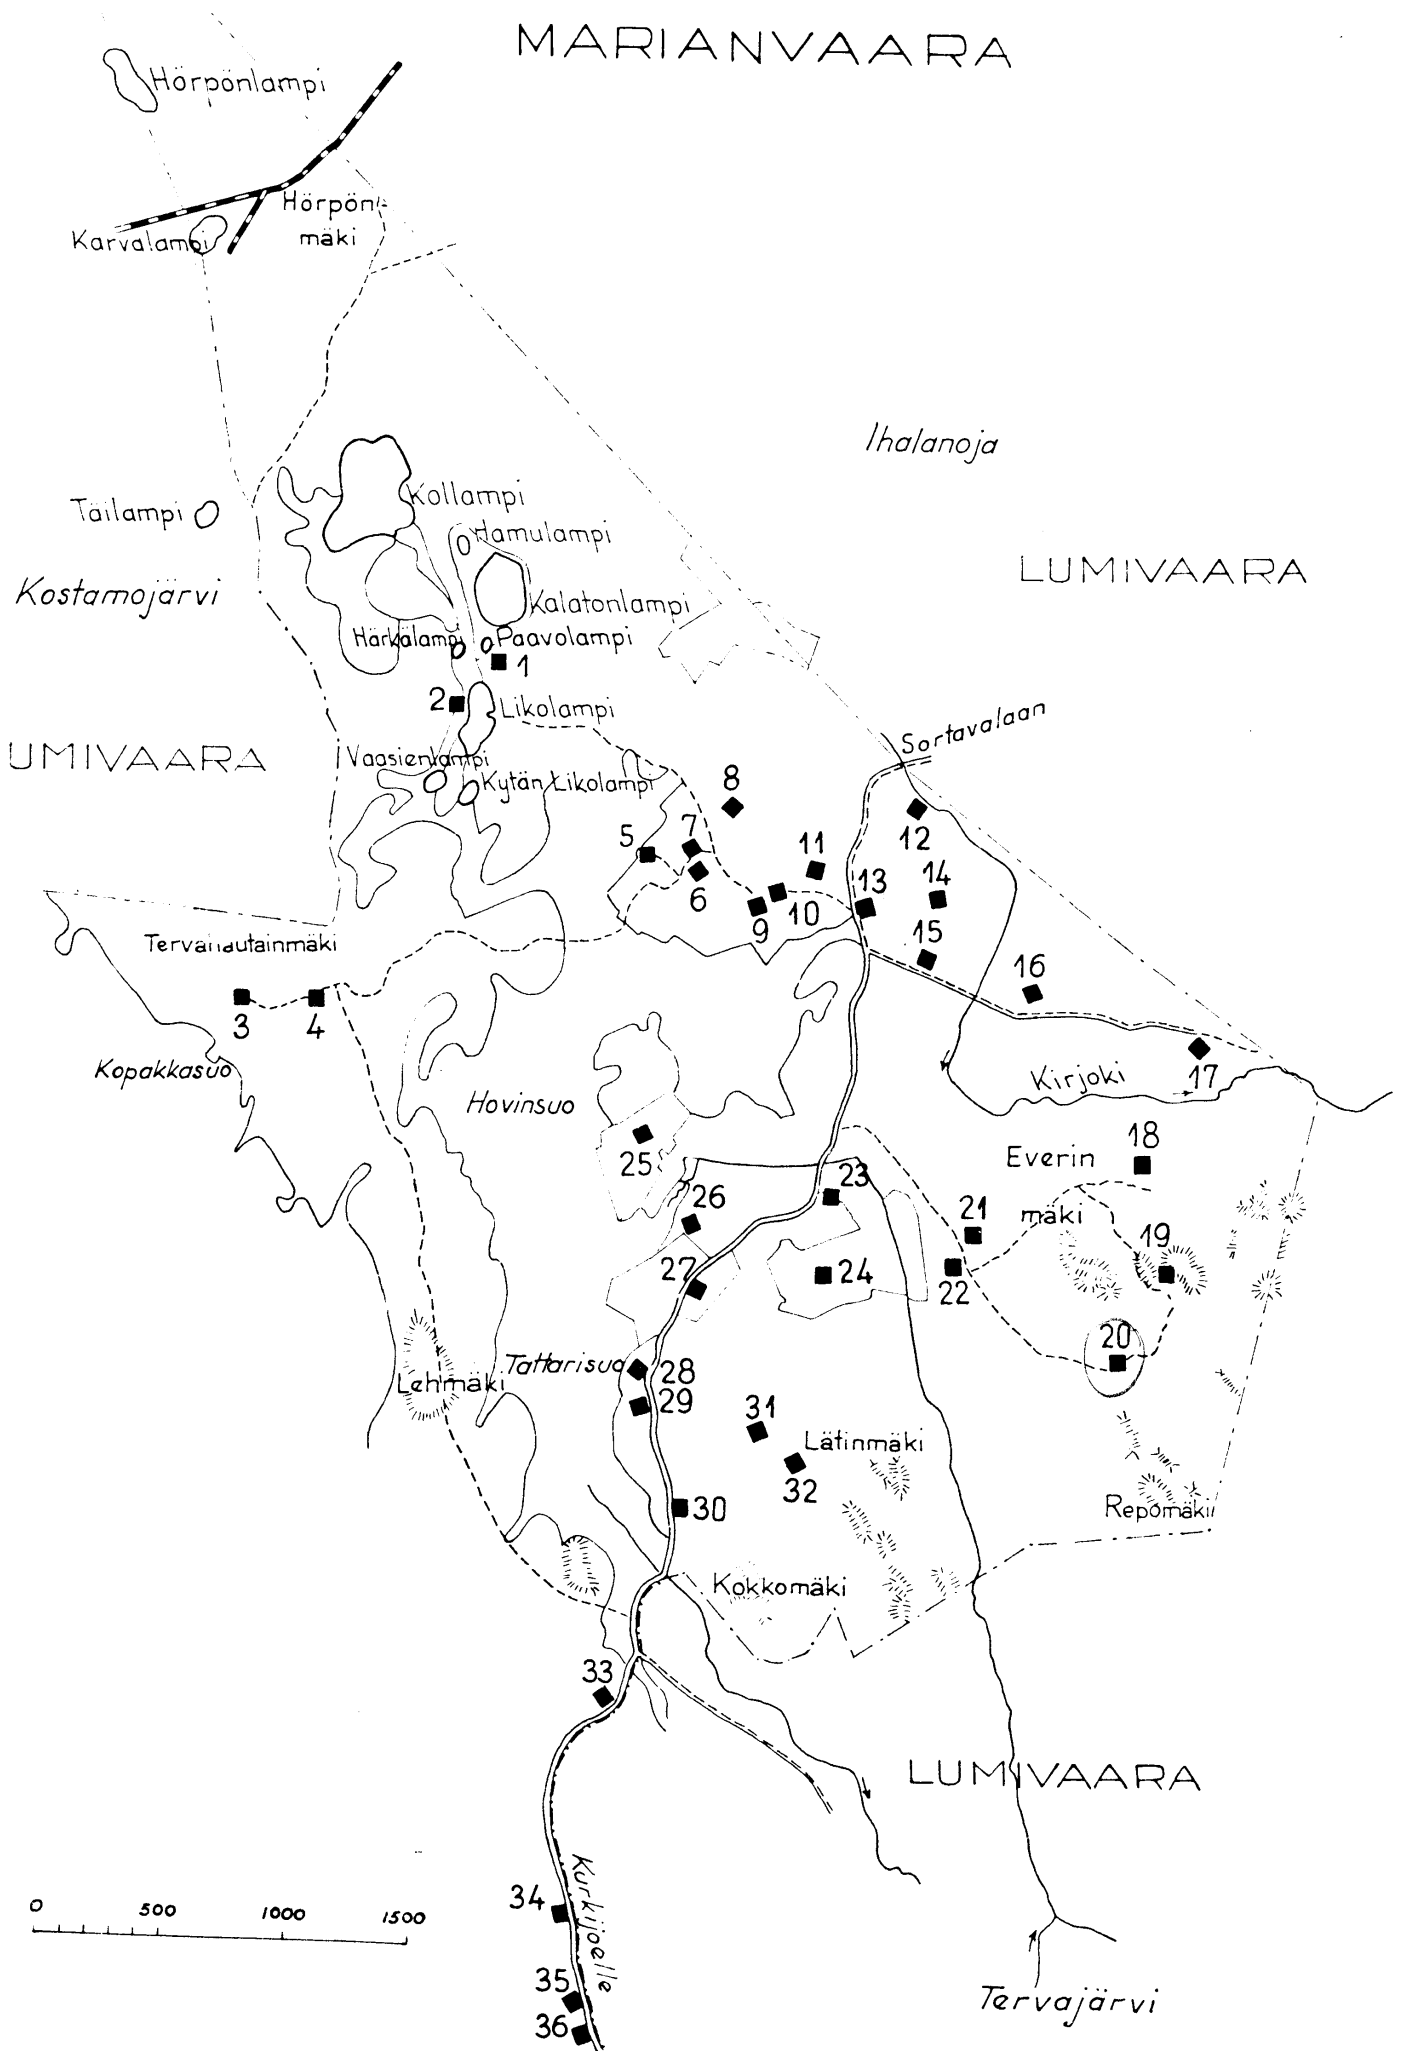 MARIANVAARA
Hörpönlampi
Hörpön-
mäki
Karvalampi
Ihalanoja
Kollampi
Täilampi
Hamulampi
LUMIVAARA
Kostamojärvi
Kalatonlampi
Härkälampi
Paavolampi
1
2
Likolampi
Sortavalaan
UMIVAARA
Vaasienlampi
Kytän Likolampi
8
5
7
11
12
6
13
14
9
10
15
Tervahautainmäki
16
3
4
Kopakkasuo
Kirjoki
17
Hovinsuo
25
Everin
mäki
18
23
26
21
19
27
24
22
20
Tattarisuo
28
Lehmäki
29
31
Lätinmäki
32
30
Repomäki
Kokkomäki
33
LUMIVAARA
Kurkijoelle
34
0
500
1000
1500
35
36
Tervajärvi